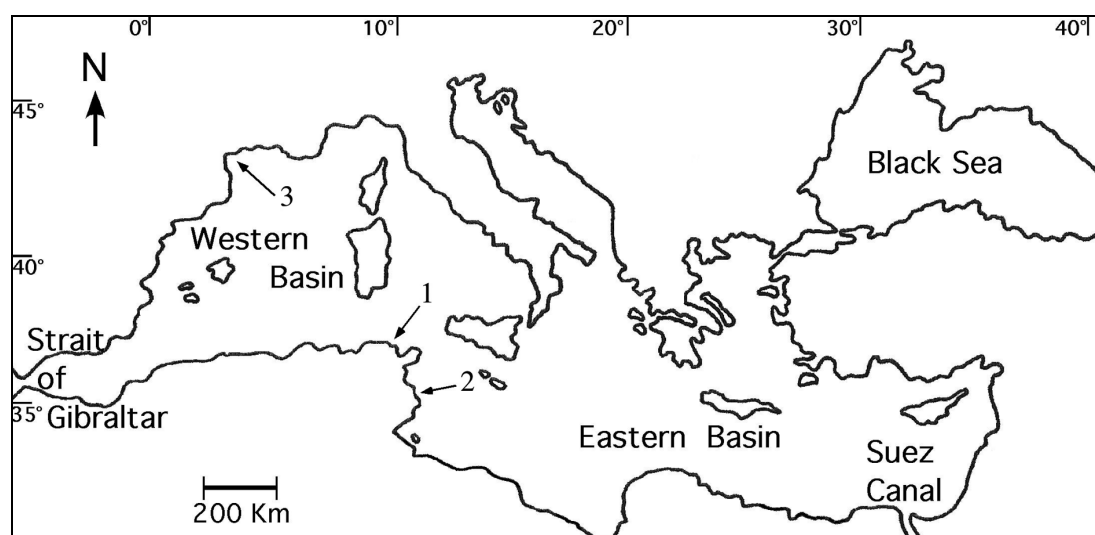 0° 10° 20° 30° 40°
N
45°
Black Sea
3
Western
Basin
40°
1
Strait
of
Gibraltar
2
35°
Eastern Basin
Suez
Canal
200 Km